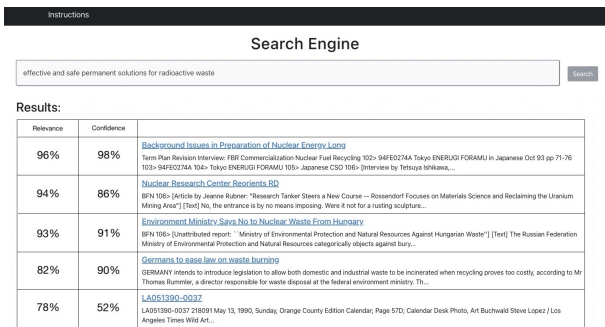 Instructions
Search Engine
effective and safe permanent solutions for radioactive waste
Search
Results:
Relevance Confidence
96% 98% Background Issues in Preparation of Nuclear Energy Long
Term Plan Revision Interview: FBR Commercialization Nuclear Fuel Recycling 102> 94FE0274A Tokyo ENERUGI FORAMU in Japanese Oct 93 pp 71-76
103> 94FE0274A 104> Tokyo ENERUGI FORAMU 105> Japanese CSO 106> [Interview by Tetsuya Ishikawa,...
94% 86% Nuclear Research Center Reorients RD
BFN 106> [Article by Jeanne Rubner: "Research Tanker Steers a New Course -- Rossendorf Focuses on Materials Science and Reclaiming the Uranium
Mining Area"] [Text] No, the entrance is by no means imposing. Were it not for a rusting sculpture...
93% 91% Environment Ministry Says No to Nuclear Waste From Hungary
BFN 106> [Unattributed report: ``Ministry of Environmental Protection and Natural Resources Against Hungarian Waste''] [Text] The Russian Federation
Ministry of Environmental Protection and Natural Resources categorically objects against bury...
82% 90% Germans to ease law on waste burning
GERMANY intends to introduce legislation to allow both domestic and industrial waste to be incinerated when recycling proves too costly, according to Mr
Thomas Rummler, a director responsible for waste disposal at the federal environment ministry. Th...
78% 52% LA051390-0037
LA051390-0037 218091 May 13, 1990, Sunday, Orange County Edition Calendar; Page 57D; Calendar Desk Photo, Art Buchwald Steve Lopez / Los
Angeles Times Wild Art...